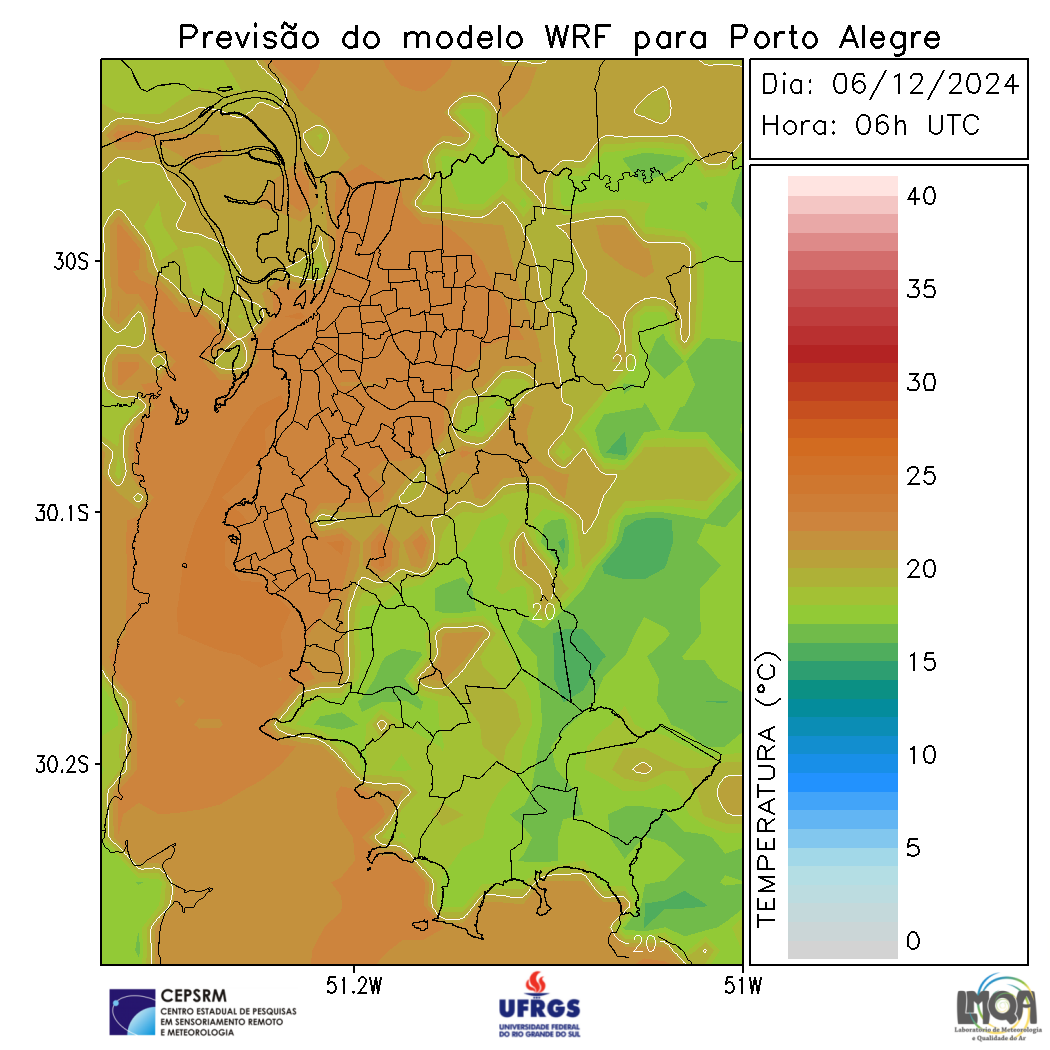 Previsão do modelo WRF para Porto Alegre
Dia: 06/12/2024
Hora: 06h UTC
30S
30.1S
30.2S
51.2W
51W
20
20
20
40
35
30
25
20
15
10
5
0
TEMPERATURA (°C)
CEPSRM
CENTRO ESTADUAL DE PESQUISAS
EM SENSORIAMENTO REMOTO
E METEOROLOGIA
UFRGS
UNIVERSIDADE FEDERAL
DO RIO GRANDE DO SUL
LMQA
Laboratório de Meteorologia
e Qualidade do Ar